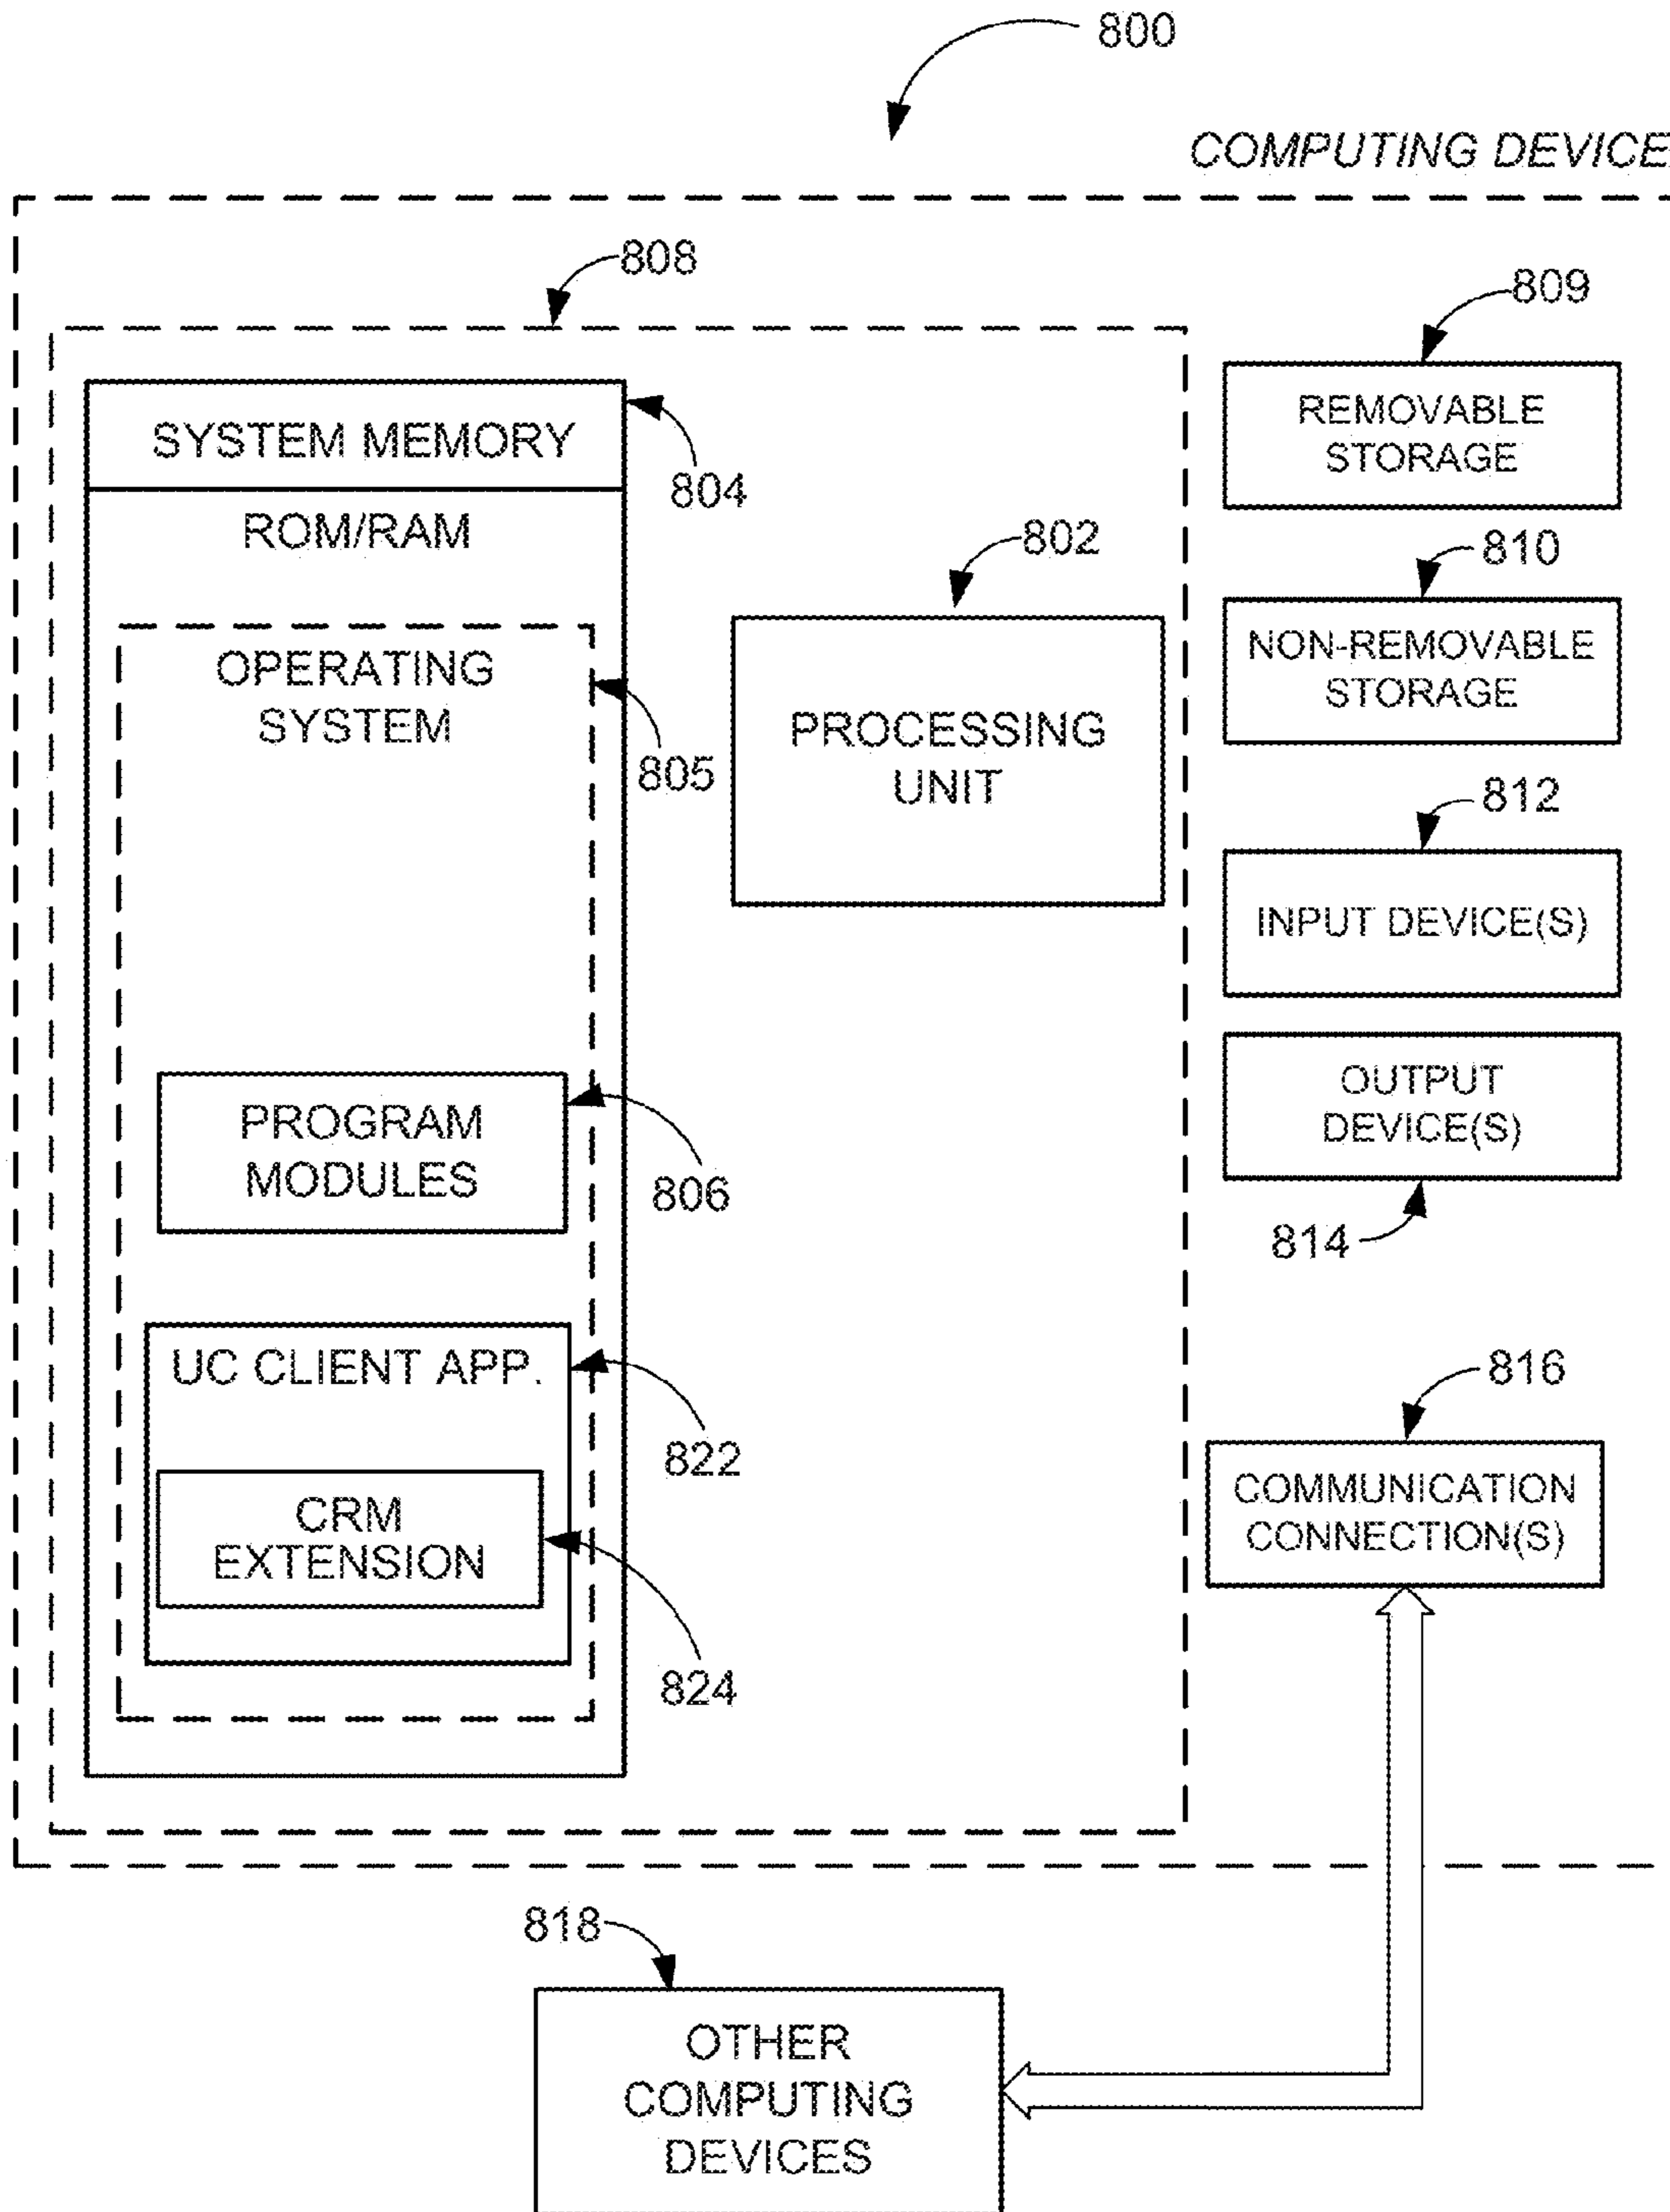 800
COMPUTING DEVICE
808
809
SYSTEM MEMORY
804
ROM/RAM
REMOVABLE
STORAGE
802
810
OPERATING
SYSTEM
805
PROCESSING
UNIT
NON-REMOVABLE
STORAGE
812
INPUT DEVICE(S)
PROGRAM
MODULES
806
OUTPUT
DEVICE(S)
814
UC CLIENT APP.
822
816
CRM
EXTENSION
824
COMMUNICATION
CONNECTION(S)
818
OTHER
COMPUTING
DEVICES